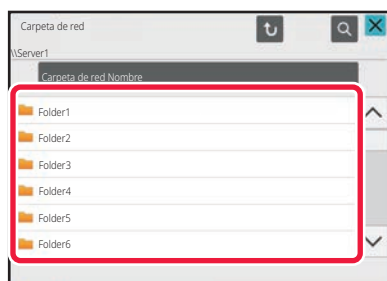 Carpeta de red
\\Server1
Carpeta de red Nombre
Folder1
Folder2
Folder3
Folder4
Folder5
Folder6